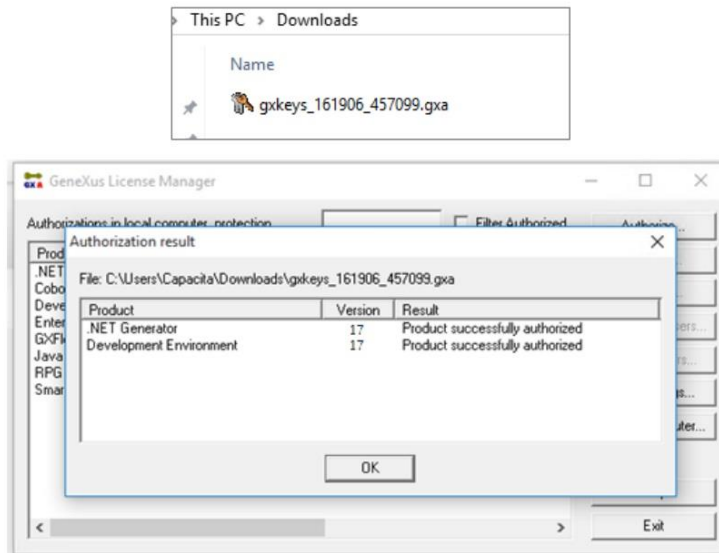 This PC > Downloads
Name
gxkeys_161906_457099.gxa
GeneXus License Manager
Authorizations in local computer, protection
Filter Authorized
Authorize...
Authorization result
File: C:\Users\Capacita\Downloads\gxkeys_161906_457099.gxa
Product Version Result
.NET Generator 17 Product successfully authorized
Development Environment 17 Product successfully authorized
OK
Prod
.NET
Cobo
Deve
Enter
GXFl
Java
RPG
Smar
Exit